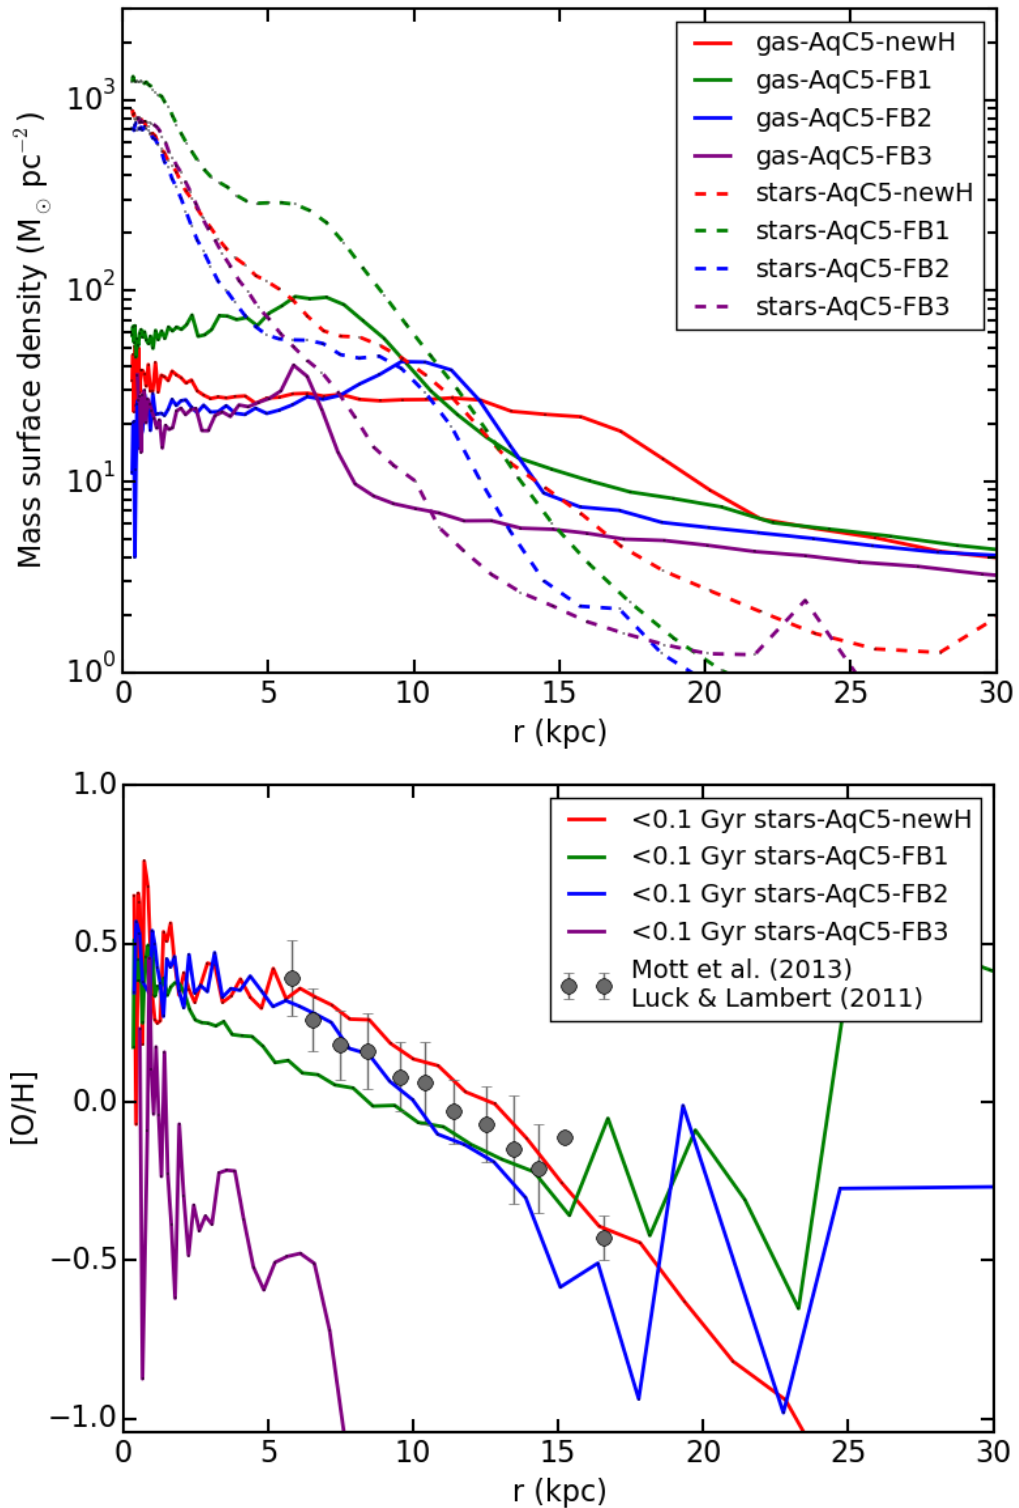 Mass surface density (M⊙ pc⁻²)
10³
10²
10¹
10⁰
gas-AqC5-newH
gas-AqC5-FB1
gas-AqC5-FB2
gas-AqC5-FB3
stars-AqC5-newH
stars-AqC5-FB1
stars-AqC5-FB2
stars-AqC5-FB3
0 5 10 15 20 25 30
r (kpc)
[O/H]
1.0
0.5
0.0
−0.5
−1.0
<0.1 Gyr stars-AqC5-newH
<0.1 Gyr stars-AqC5-FB1
<0.1 Gyr stars-AqC5-FB2
<0.1 Gyr stars-AqC5-FB3
Mott et al. (2013)
Luck & Lambert (2011)
0 5 10 15 20 25 30
r (kpc)